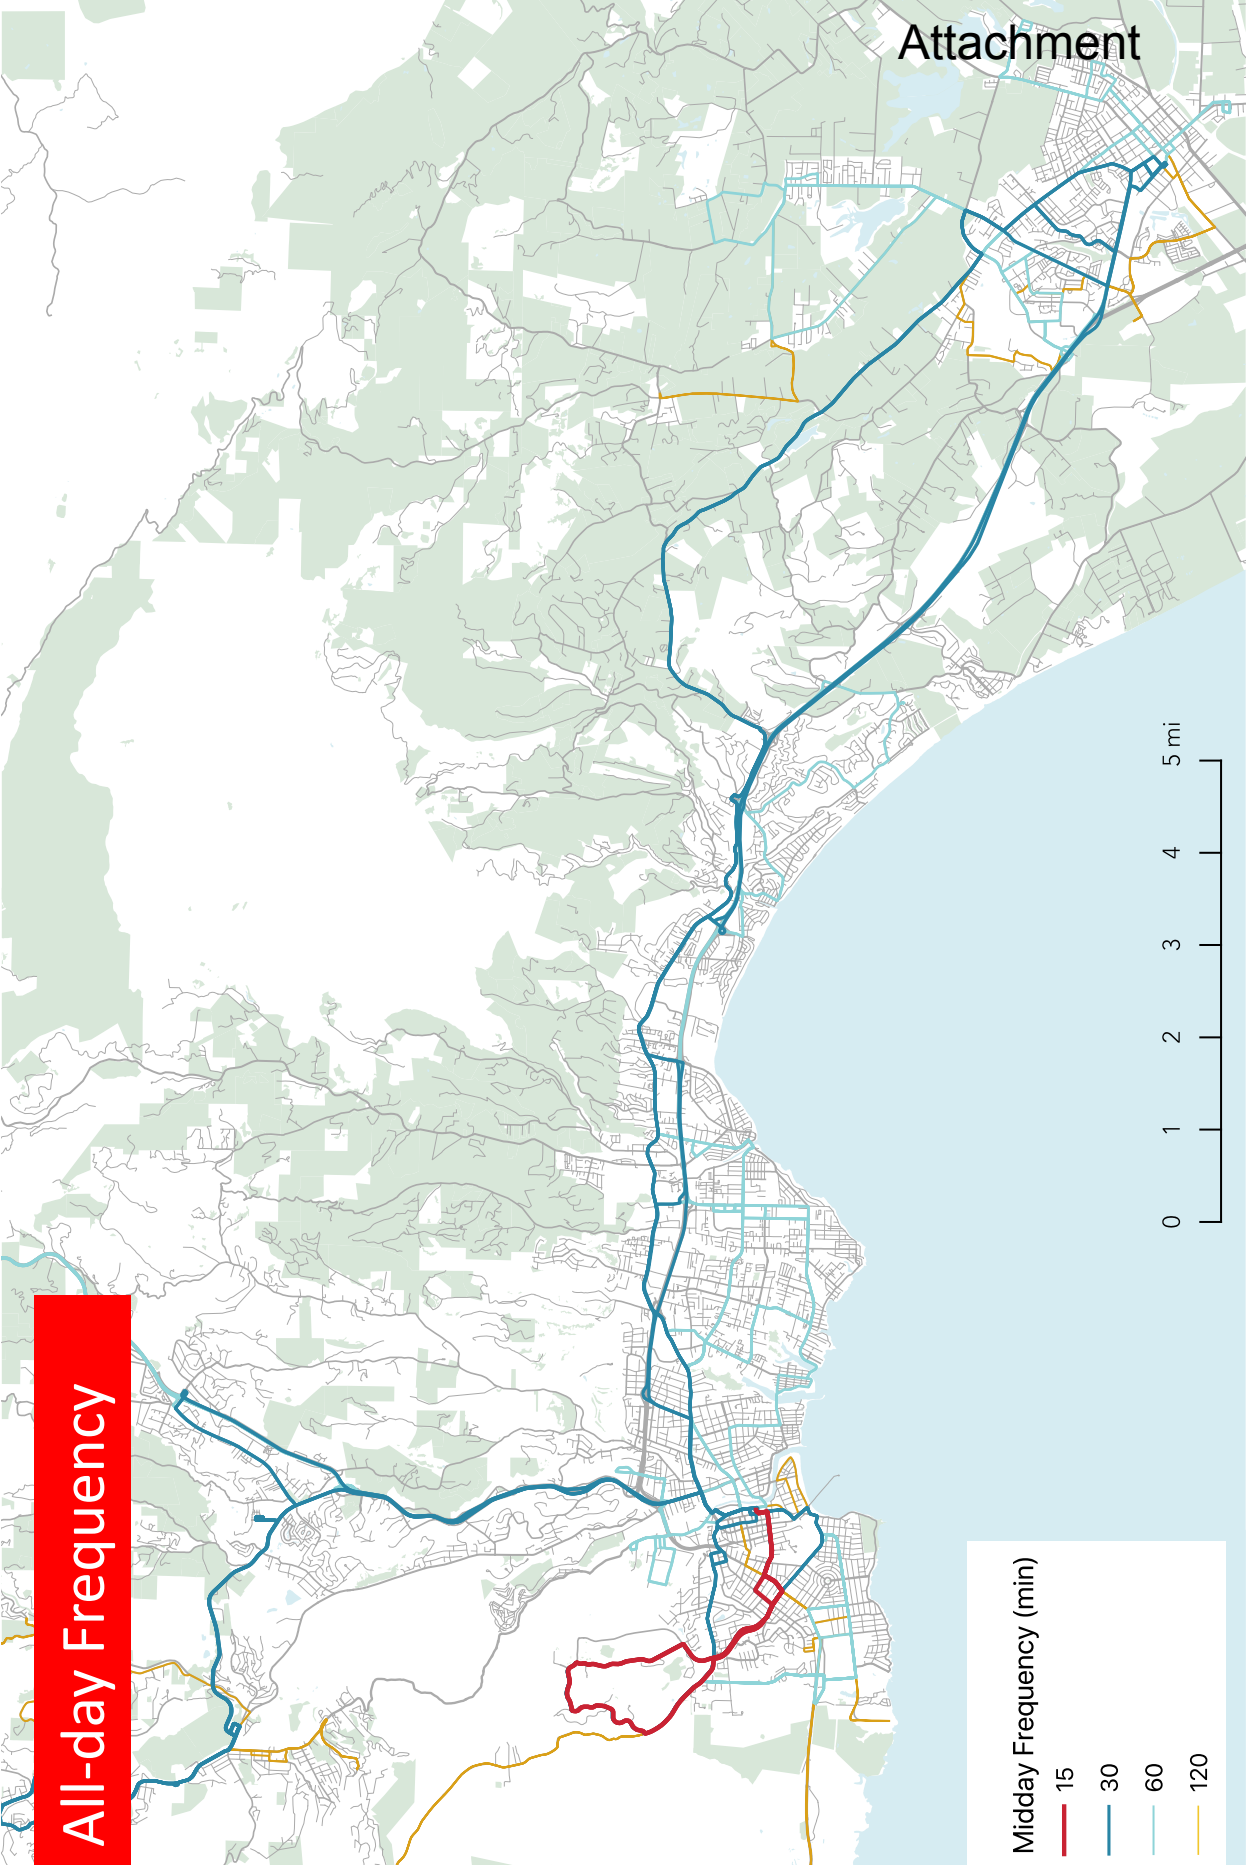 Attachment
All-day Frequency
Midday Frequency (min)
15
30
60
120
0 1 2 3 4 5 mi